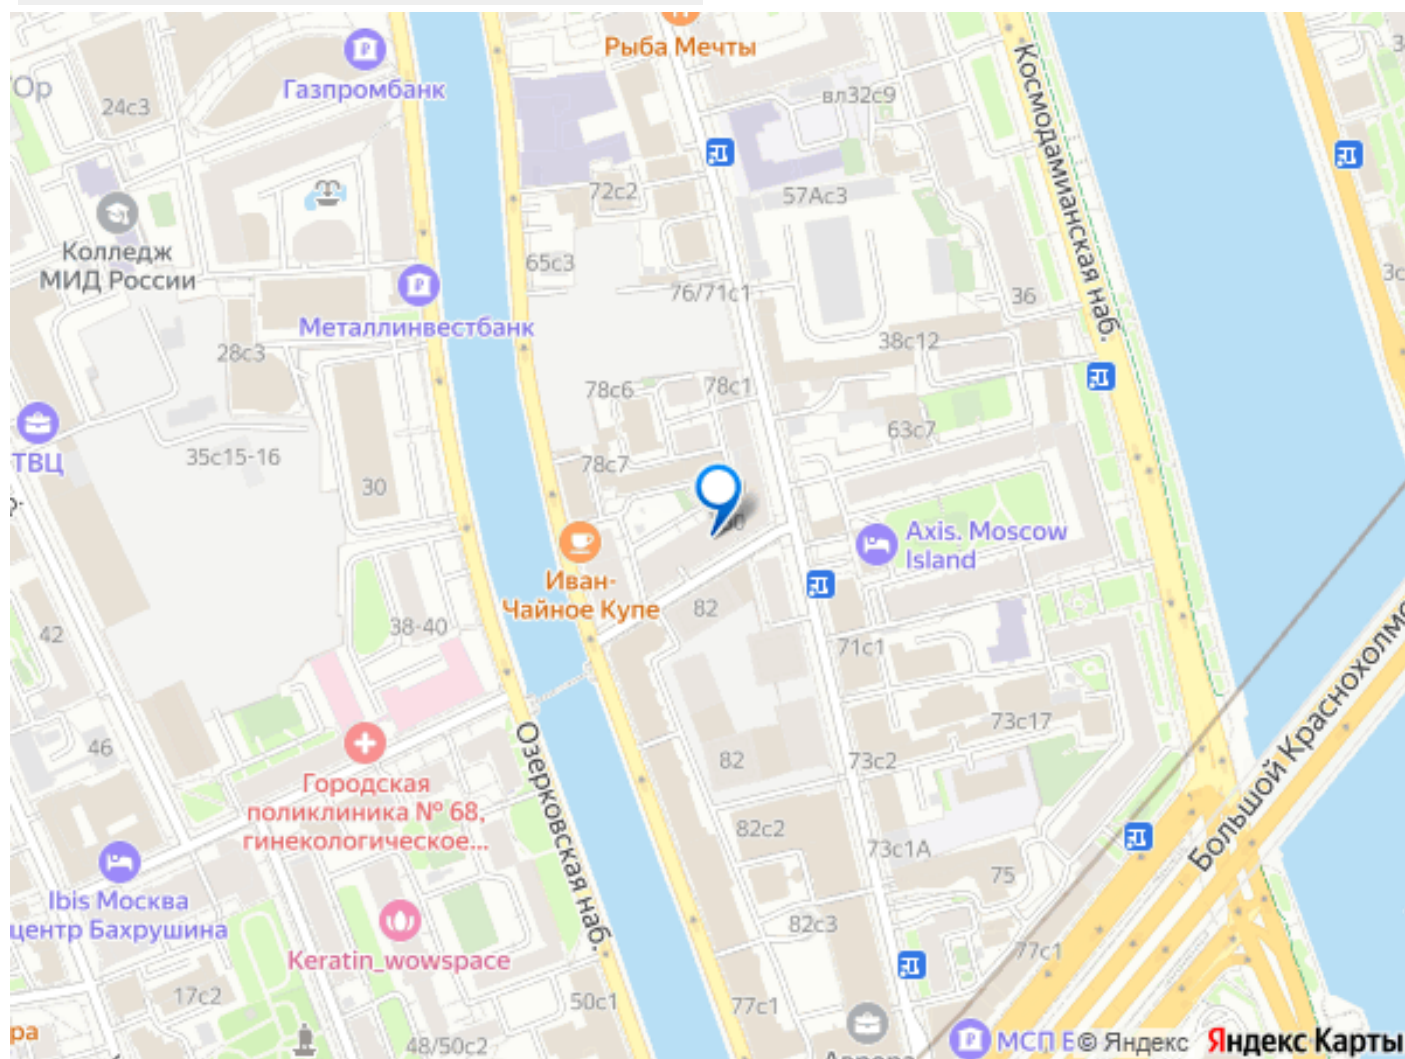 Рыба Мечты
Газпромбанк
24с3
вл32с9
Космодамианская наб.
72с2
57Ас3
Колледж
МИД России
65с3
76/71с1
36
Металлинвестбанк
28с3
38с12
78с6
78с1
63с7
ТВЦ
35с15-16
78с7
30
Axis. Moscow
Island
Иван-
Чайное Купе
82
42
38-40
71с1
73с17
46
Озерковская наб.
82
73с2
Городская
поликлиника № 68,
гинекологическое...
Большой Краснохолмс
82с2
73с1А
75
Ibis Москва
центр Бахрушина
82с3
Keratin_wowspace
77с1
17с2
50с1
77с1
48/50с2
МСП Б
© Яндекс
Яндекс Карты